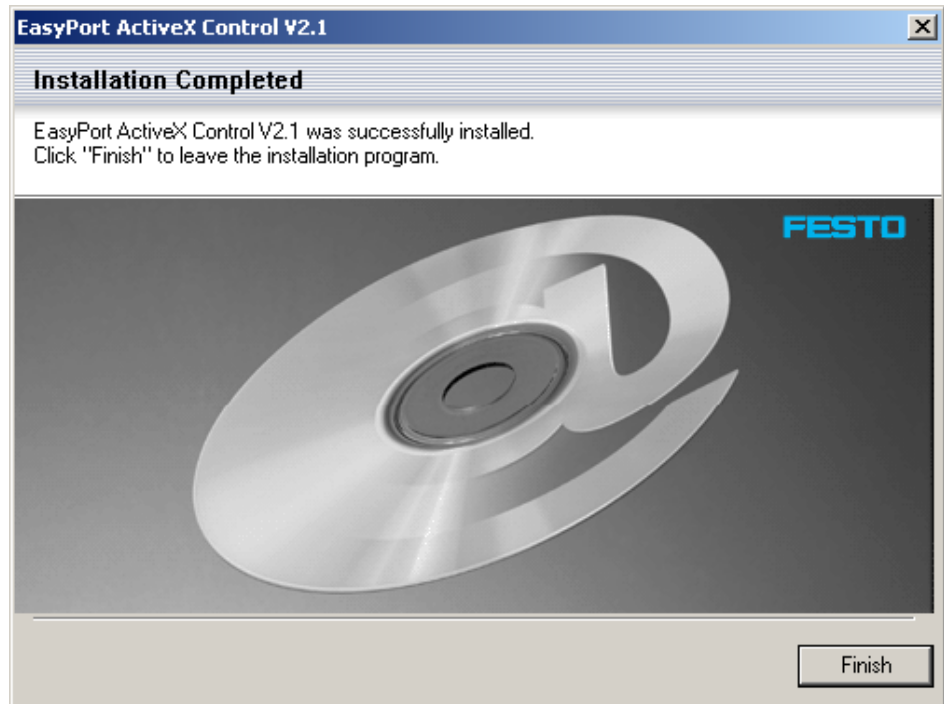 EasyPort ActiveX Control V2.1
Installation Completed
EasyPort ActiveX Control V2.1 was successfully installed.
Click "Finish" to leave the installation program.
FESTO
Finish